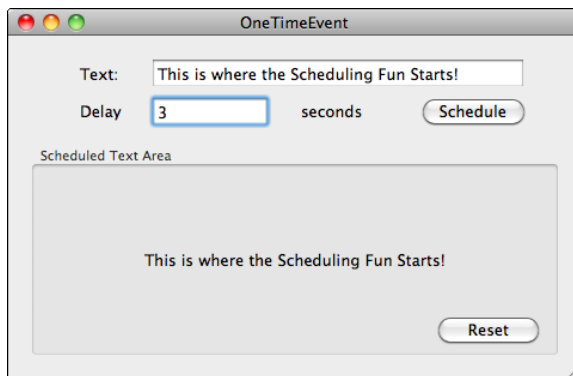 OneTimeEvent
Text: This is where the Scheduling Fun Starts!
Delay 3 seconds Schedule
Scheduled Text Area
This is where the Scheduling Fun Starts!
Reset